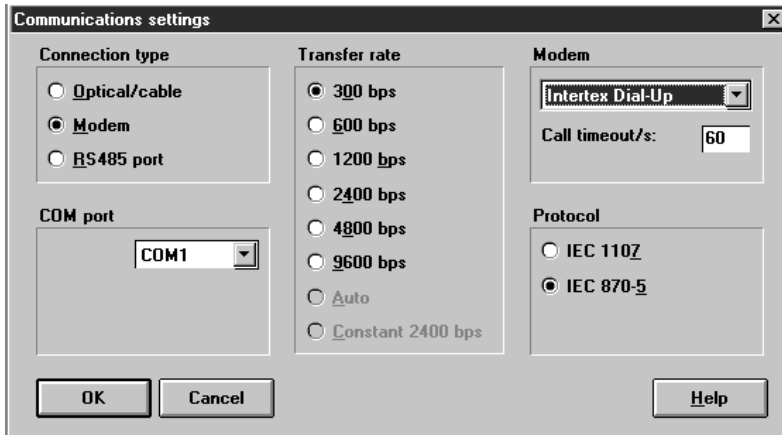 Communications settings
Connection type
Optical/cable
Modem
RS485 port
COM port
COM1
Transfer rate
300 bps
600 bps
1200 bps
2400 bps
4800 bps
9600 bps
Auto
Constant 2400 bps
Modem
Intertex Dial-Up
Call timeout/s: 60
Protocol
IEC 1107
IEC 870-5
OK Cancel Help